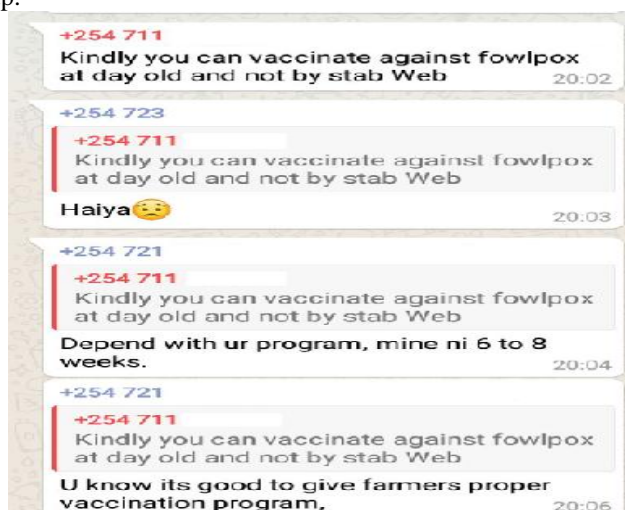 p.
+254 711
Kindly you can vaccinate against fowlpox
at day old and not by stab Web
20:02
+254 723
+254 711
Kindly you can vaccinate against fowlpox
at day old and not by stab Web
Haiya😟
20:03
+254 721
+254 711
Kindly you can vaccinate against fowlpox
at day old and not by stab Web
Depend with ur program, mine ni 6 to 8
weeks.
20:04
+254 721
+254 711
Kindly you can vaccinate against fowlpox
at day old and not by stab Web
U know its good to give farmers proper
vaccination program,
20:06